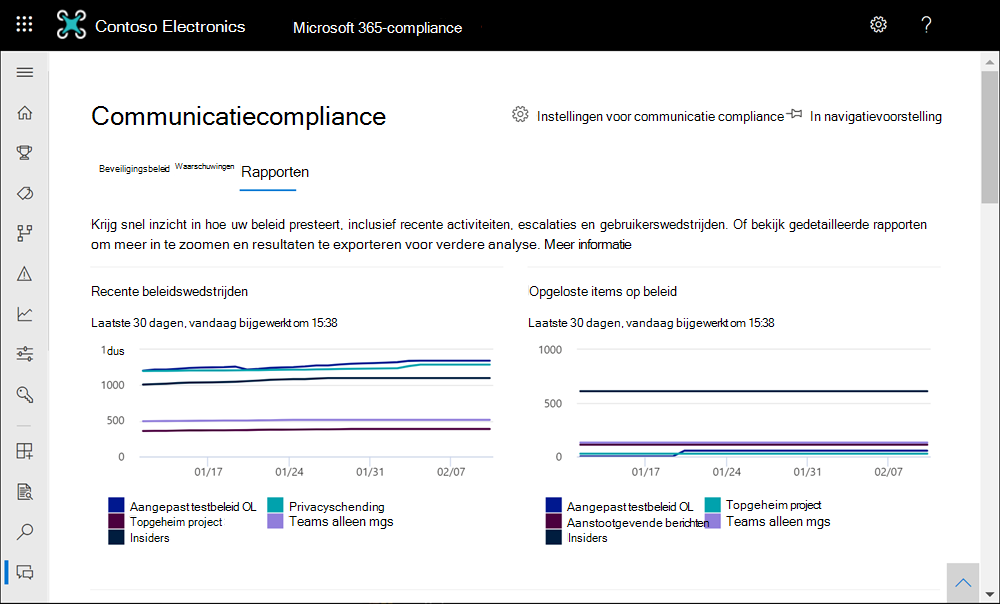 Contoso Electronics
Microsoft 365-compliance
?
Communicatiecompliance
Instellingen voor communicatie compliance
In navigatievoorstelling
Beveiligingsbeleid
Waarschuwingen
Rapporten
Krijg snel inzicht in hoe uw beleid presteert, inclusief recente activiteiten, escalaties en gebruikerswedstrijden. Of bekijk gedetailleerde rapporten
om meer in te zoomen en resultaten te exporteren voor verdere analyse. Meer informatie
Recente beleidswedstrijden
Laatste 30 dagen, vandaag bijgewerkt om 15:38
1dus
1000
500
0
01/17 01/24 01/31 02/07
Aangepast testbeleid OL
Privacyschending
Topgeheim project
Teams alleen mgs
Insiders
Opgeloste items op beleid
Laatste 30 dagen, vandaag bijgewerkt om 15:38
1000
500
0
01/17 01/24 01/31 02/07
Aangepast testbeleid OL
Topgeheim project
Aanstootgevende berichten
Teams alleen mgs
Insiders